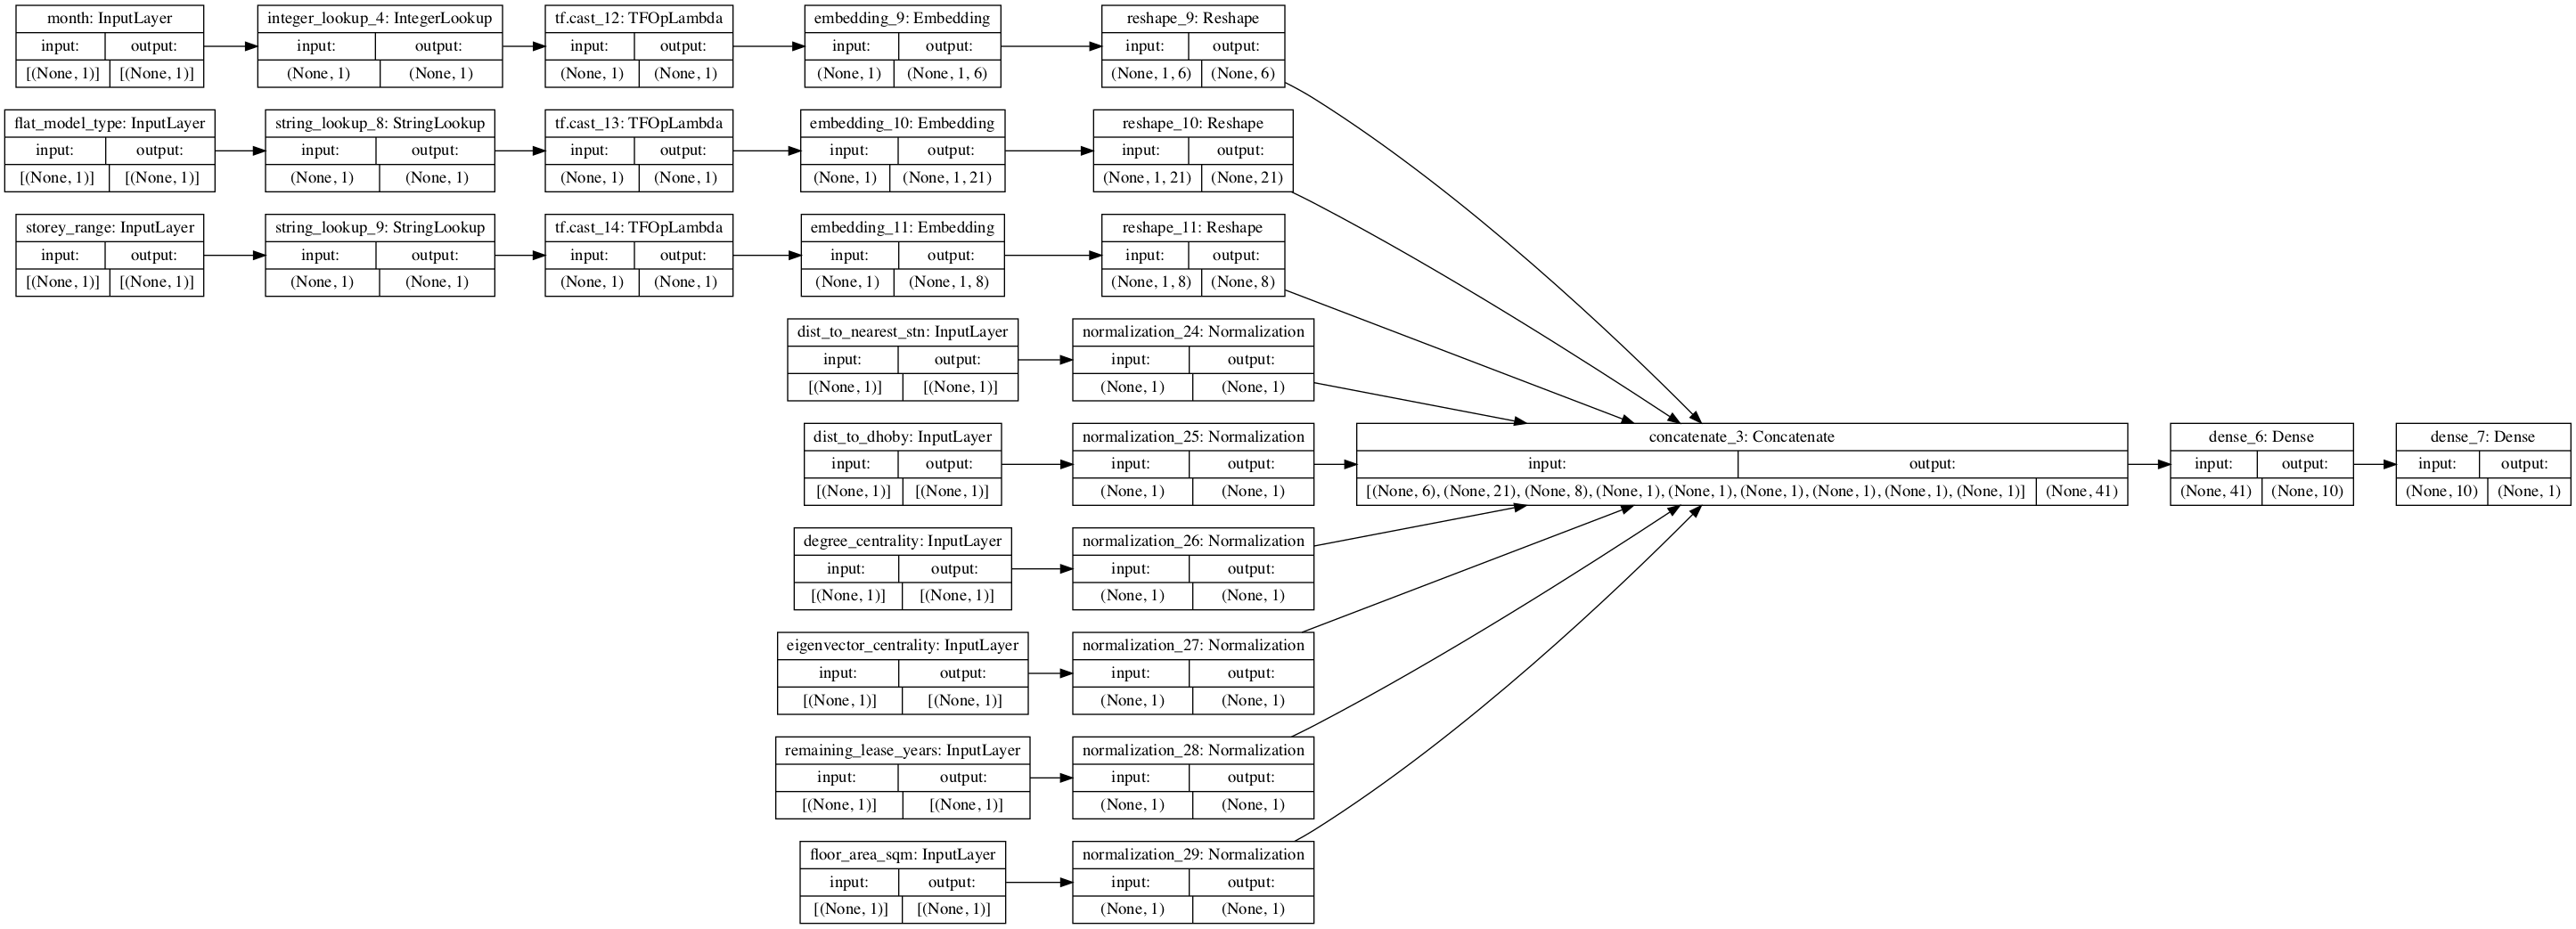 month: InputLayer
input: output:
[(None, 1)] [(None, 1)]
integer_lookup_4: IntegerLookup
input: output:
(None, 1) (None, 1)
tf.cast_12: TFOpLambda
input: output:
(None, 1) (None, 1)
embedding_9: Embedding
input: output:
(None, 1) (None, 1, 6)
reshape_9: Reshape
input: output:
(None, 1, 6) (None, 6)
flat_model_type: InputLayer
input: output:
[(None, 1)] [(None, 1)]
string_lookup_8: StringLookup
input: output:
(None, 1) (None, 1)
tf.cast_13: TFOpLambda
input: output:
(None, 1) (None, 1)
embedding_10: Embedding
input: output:
(None, 1) (None, 1, 21)
reshape_10: Reshape
input: output:
(None, 1, 21) (None, 21)
storey_range: InputLayer
input: output:
[(None, 1)] [(None, 1)]
string_lookup_9: StringLookup
input: output:
(None, 1) (None, 1)
tf.cast_14: TFOpLambda
input: output:
(None, 1) (None, 1)
embedding_11: Embedding
input: output:
(None, 1) (None, 1, 8)
reshape_11: Reshape
input: output:
(None, 1, 8) (None, 8)
dist_to_nearest_stn: InputLayer
input: output:
[(None, 1)] [(None, 1)]
normalization_24: Normalization
input: output:
(None, 1) (None, 1)
dist_to_dhoby: InputLayer
input: output:
[(None, 1)] [(None, 1)]
normalization_25: Normalization
input: output:
(None, 1) (None, 1)
concatenate_3: Concatenate
input: output:
[(None, 6), (None, 21), (None, 8), (None, 1), (None, 1), (None, 1), (None, 1), (None, 1), (None, 1)] (None, 41)
dense_6: Dense
input: output:
(None, 41) (None, 10)
dense_7: Dense
input: output:
(None, 10) (None, 1)
degree_centrality: InputLayer
input: output:
[(None, 1)] [(None, 1)]
normalization_26: Normalization
input: output:
(None, 1) (None, 1)
eigenvector_centrality: InputLayer
input: output:
[(None, 1)] [(None, 1)]
normalization_27: Normalization
input: output:
(None, 1) (None, 1)
remaining_lease_years: InputLayer
input: output:
[(None, 1)] [(None, 1)]
normalization_28: Normalization
input: output:
(None, 1) (None, 1)
floor_area_sqm: InputLayer
input: output:
[(None, 1)] [(None, 1)]
normalization_29: Normalization
input: output:
(None, 1) (None, 1)